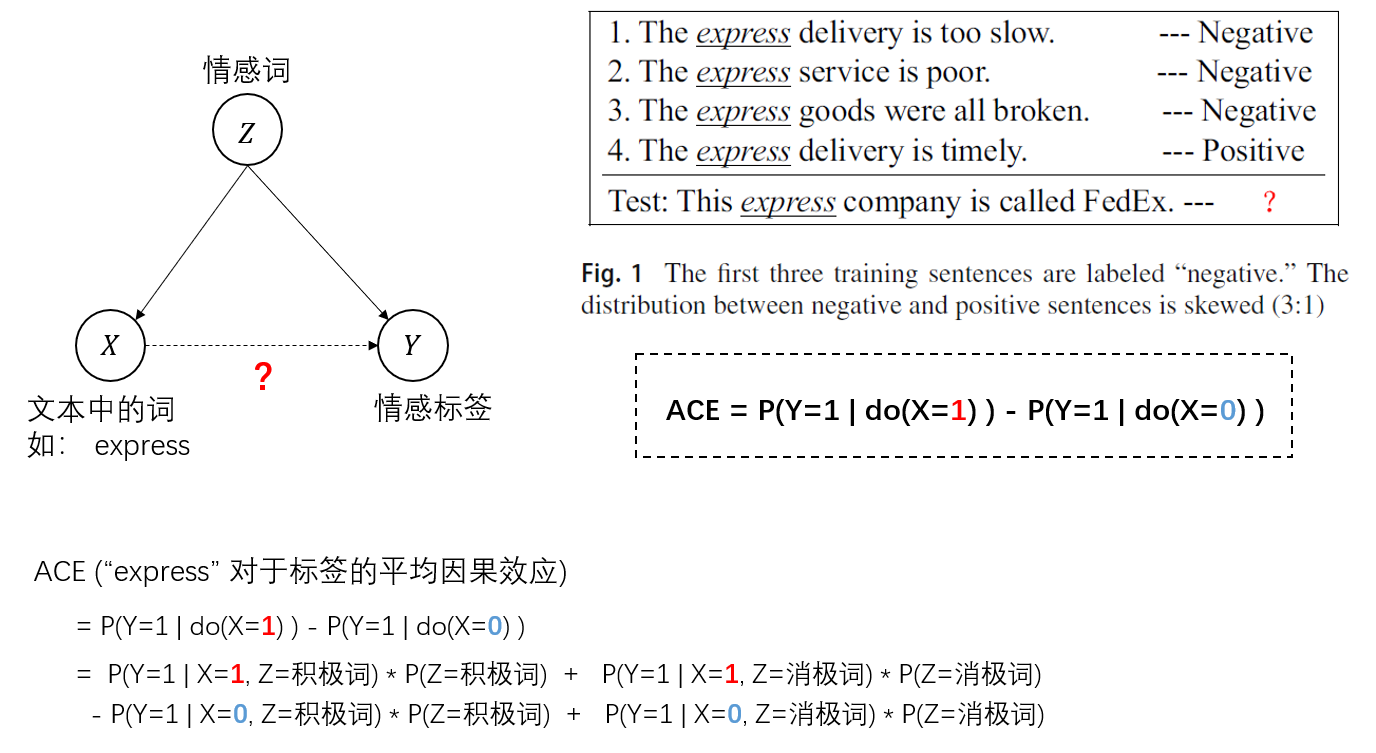 情感词
Z
X
Y
?
文本中的词
如： express
情感标签
1. The express delivery is too slow. --- Negative
2. The express service is poor. --- Negative
3. The express goods were all broken. --- Negative
4. The express delivery is timely. --- Positive
Test: This express company is called FedEx. --- ?
Fig. 1 The first three training sentences are labeled “negative.” The
distribution between negative and positive sentences is skewed (3:1)
ACE = P(Y=1 | do(X=1) ) - P(Y=1 | do(X=0) )
ACE (“express” 对于标签的平均因果效应)
= P(Y=1 | do(X=1) ) - P(Y=1 | do(X=0) )
= P(Y=1 | X=1, Z=积极词) * P(Z=积极词) + P(Y=1 | X=1, Z=消极词) * P(Z=消极词)
- P(Y=1 | X=0, Z=积极词) * P(Z=积极词) + P(Y=1 | X=0, Z=消极词) * P(Z=消极词)